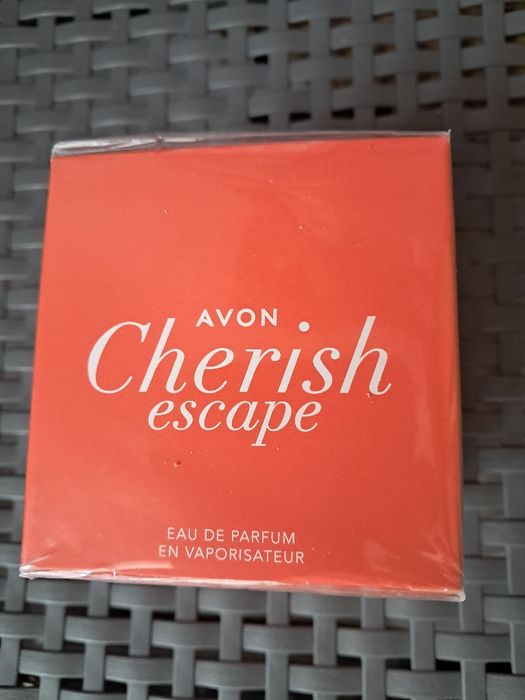 AVON
Cherish
escape
EAU DE PARFUM
EN VAPORISATEUR